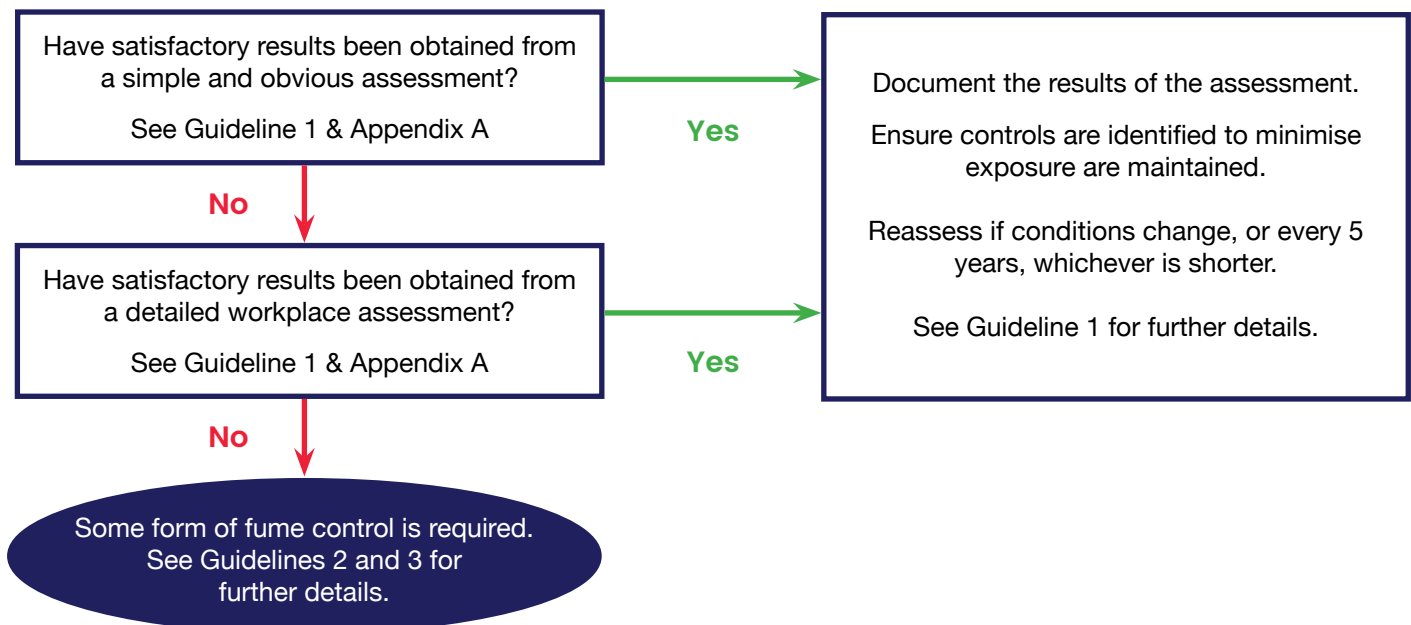 Have satisfactory results been obtained from
a simple and obvious assessment?
See Guideline 1 & Appendix A
Yes
Document the results of the assessment.
Ensure controls are identified to minimise
exposure are maintained.
Reassess if conditions change, or every 5
years, whichever is shorter.
See Guideline 1 for further details.
No
Have satisfactory results been obtained from
a detailed workplace assessment?
See Guideline 1 & Appendix A
Yes
No
Some form of fume control is required.
See Guidelines 2 and 3 for
further details.